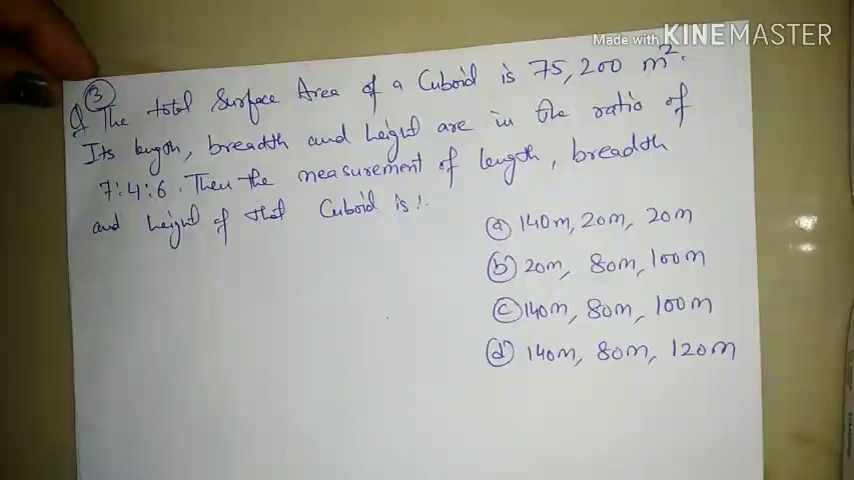 Made with KINEMASTER
③
Q The total Surface Area of a Cuboid is 75,200 m².
Its length, breadth and height are in the ratio of
7:4:6. Then the measurement of length, breadth
and height of that Cuboid is:.
ⓐ 140m, 20m, 20m
ⓑ 20m, 80m, 100m
ⓒ 140m, 80m, 100m
ⓓ 140m, 80m, 120m